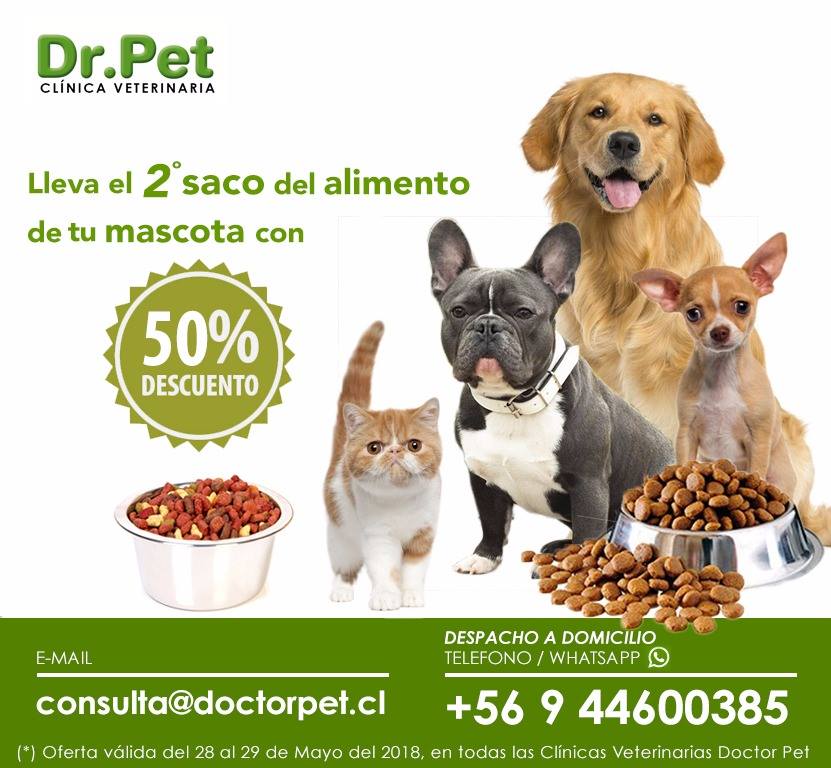 Dr.Pet
CLÍNICA VETERINARIA
Lleva el 2° saco del alimento
de tu mascota con
50%
DESCUENTO
DESPACHO A DOMICILIO
E-MAIL
TELEFONO / WHATSAPP
consulta@doctorpet.cl
+56 9 44600385
(*) Oferta válida del 28 al 29 de Mayo del 2018, en todas las Clínicas Veterinarias Doctor Pet